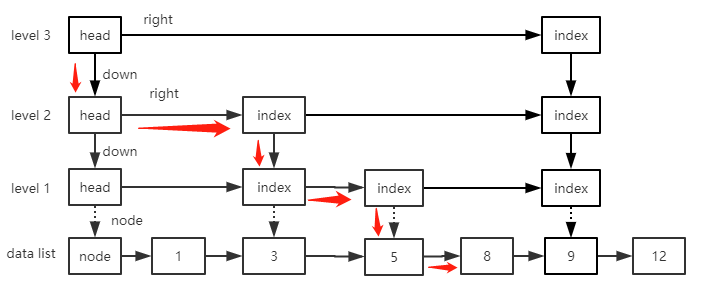 right
level 3 head index
down
right
level 2 head index index
down
level 1 head index index index
node
data list node 1 3 5 8 9 12